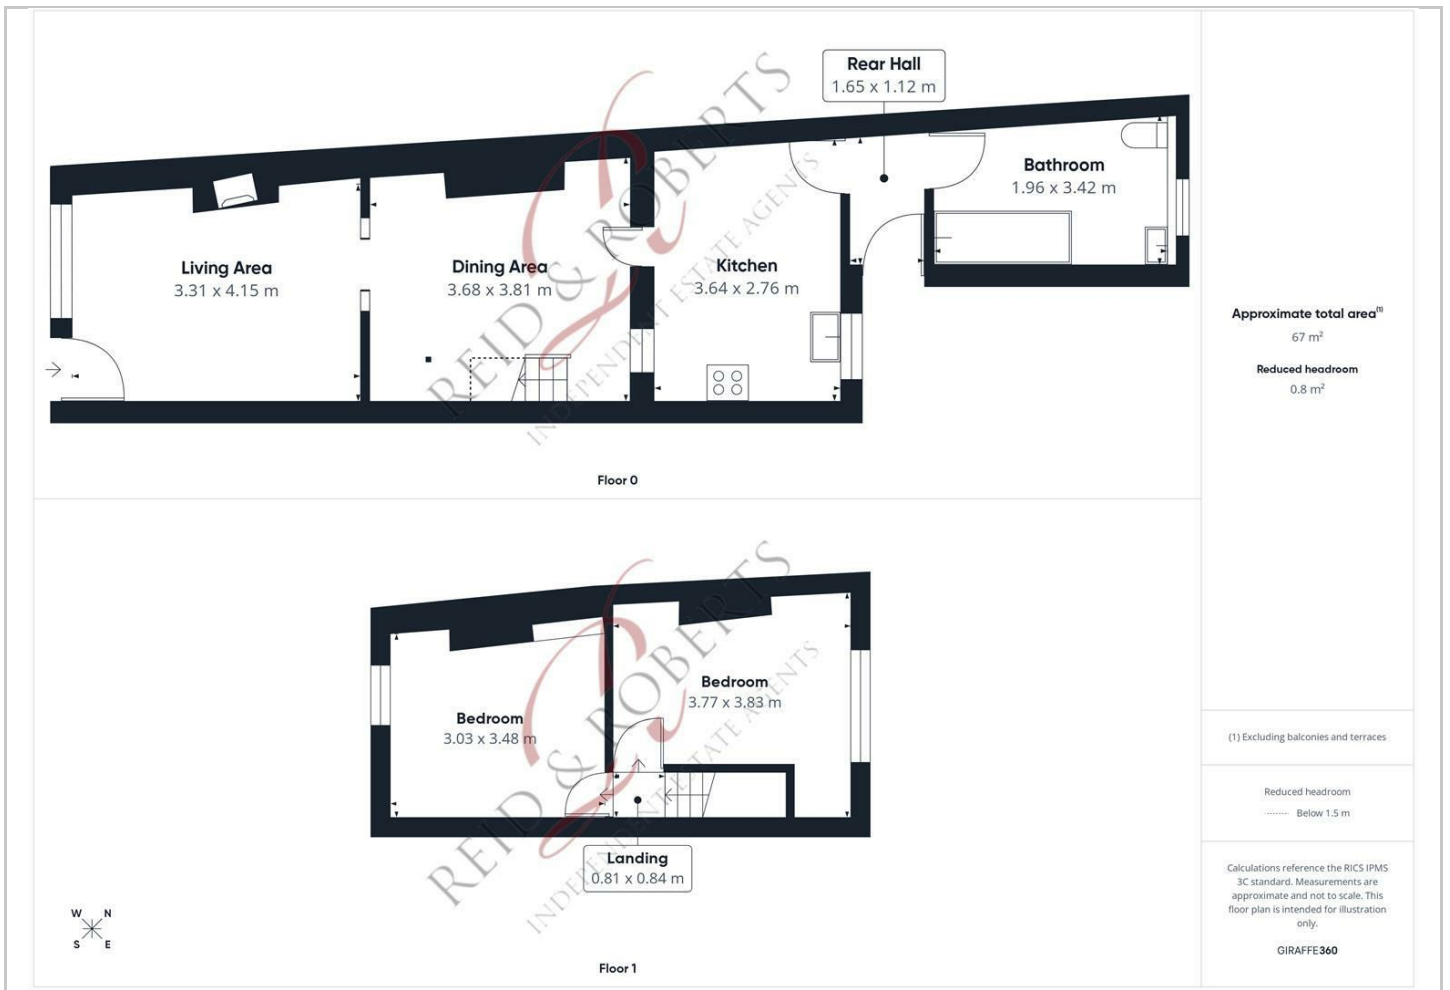 Rear Hall
1.65 x 1.12 m
Bathroom
1.96 x 3.42 m
Living Area
3.31 x 4.15 m
Dining Area
3.68 x 3.81 m
Kitchen
3.64 x 2.76 m
REID & ROBERTS
INDEPENDENT ESTATE AGENTS
Floor 0
Approximate total area(1)
67 m²
Reduced headroom
0.8 m²
Bedroom
3.03 x 3.48 m
Bedroom
3.77 x 3.83 m
Landing
0.81 x 0.84 m
REID & ROBERTS
INDEPENDENT ESTATE AGENTS
W N
S E
Floor 1
(1) Excluding balconies and terraces
Reduced headroom
Below 1.5 m
Calculations reference the RICS IPMS
3C standard. Measurements are
approximate and not to scale. This
floor plan is intended for illustration
only.
GIRAFFE360